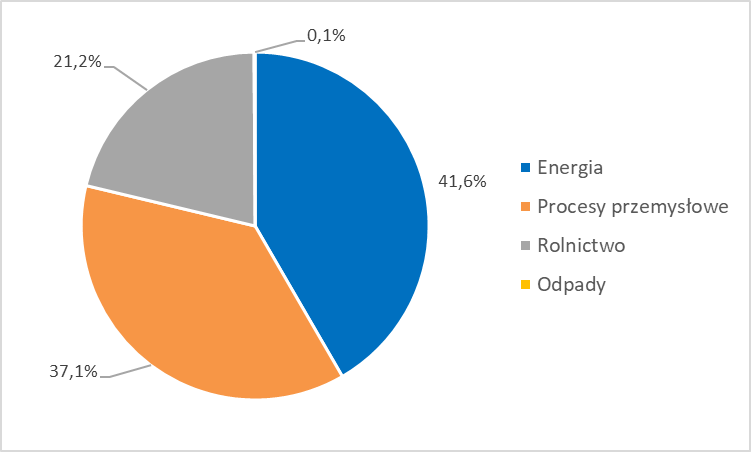 0,1%
21,2%
41,6%
37,1%
Energia
Procesy przemysłowe
Rolnictwo
Odpady